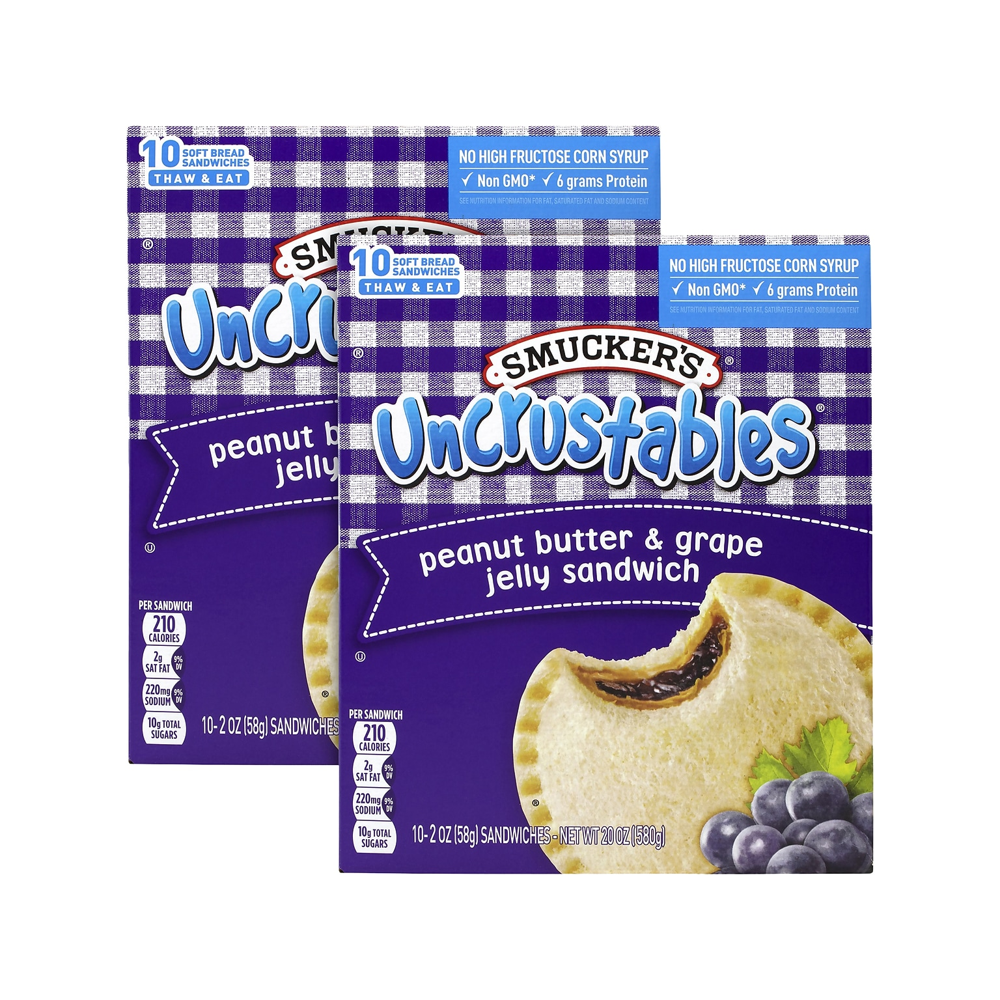 10 SOFT BREAD
SANDWICHES
THAW & EAT
NO HIGH FRUCTOSE CORN SYRUP
✓ Non GMO* ✓ 6 grams Protein
SEE NUTRITION INFORMATION FOR FAT, SATURATED FAT AND SODIUM CONTENT
®
Uncru
peanut b
jelly
U
PER SANDWICH
210
CALORIES
2g
SAT FAT
9%
DV
220mg
SODIUM
9%
DV
10g TOTAL
SUGARS
®
10-2 OZ (58g) SANDWICHES
10 SOFT BREAD
SANDWICHES
THAW & EAT
NO HIGH FRUCTOSE CORN SYRUP
✓ Non GMO* ✓ 6 grams Protein
SEE NUTRITION INFORMATION FOR FAT, SATURATED FAT AND SODIUM CONTENT
®
SMUCKER'S ®
Uncrustables ®
peanut butter & grape
jelly sandwich
U
PER SANDWICH
210
CALORIES
2g
SAT FAT
9%
DV
220mg
SODIUM
9%
DV
10g TOTAL
SUGARS
®
10-2 OZ (58g) SANDWICHES - NET WT 20 OZ (580g)